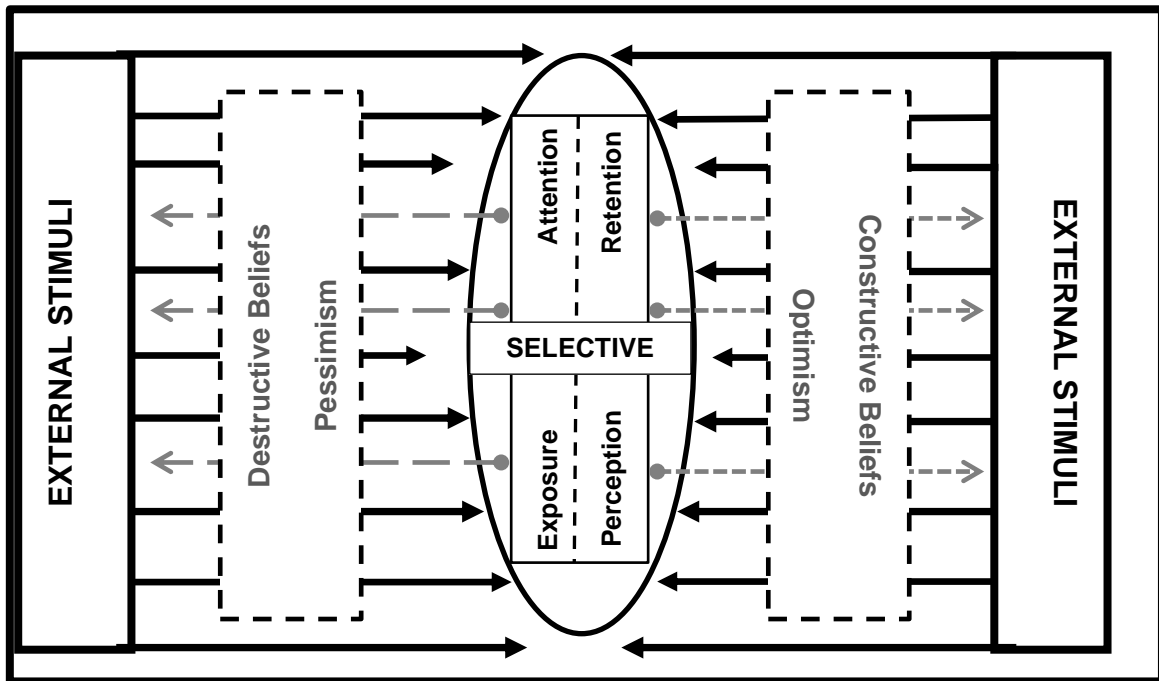 EXTERNAL STIMULI
Destructive Beliefs
Pessimism
Attention
Retention
SELECTIVE
Exposure
Perception
Optimism
Constructive Beliefs
EXTERNAL STIMULI